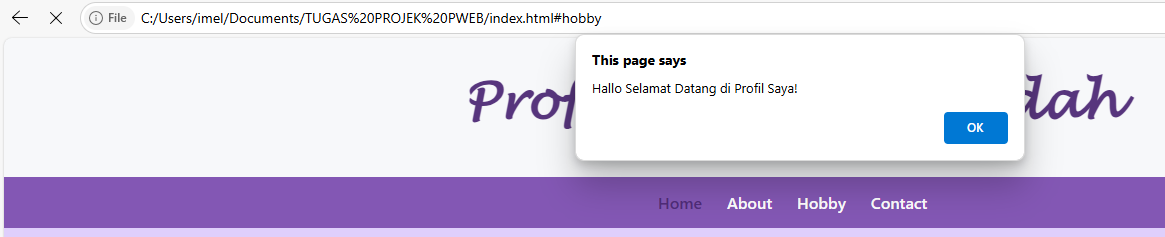 File C:/Users/imel/Documents/TUGAS%20PROJEK%20PWEB/index.html#hobby
This page says
Hallo Selamat Datang di Profil Saya!
OK
Home About Hobby Contact